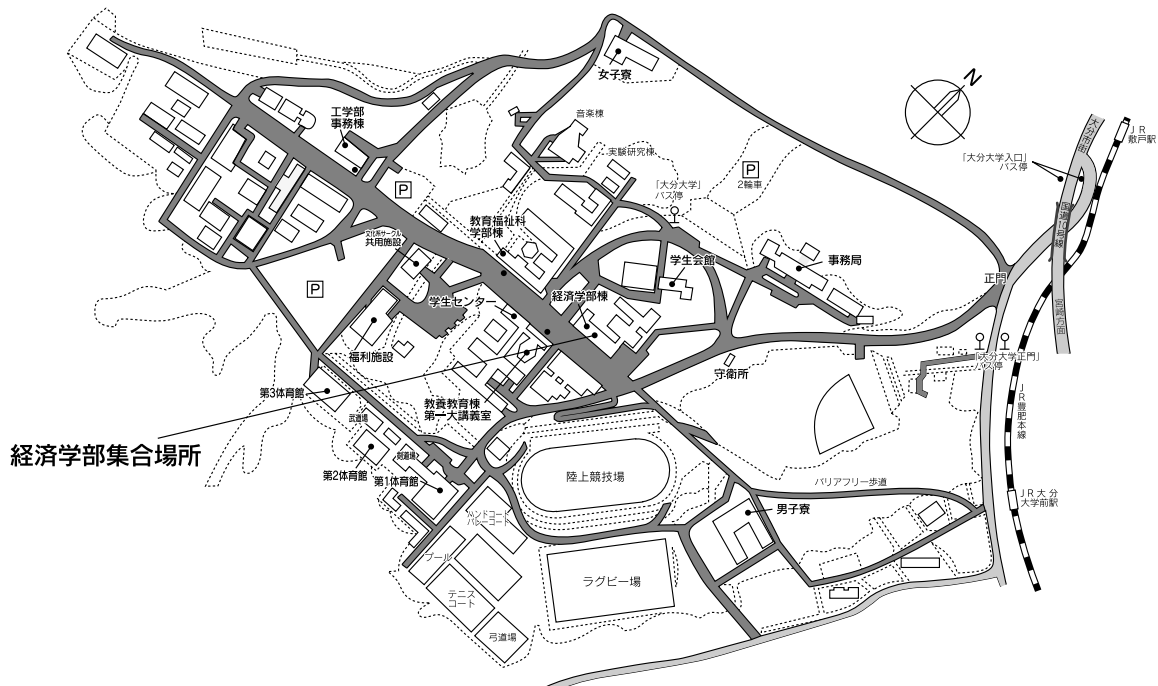 女子寮
音楽棟
実験研究棟
工学部
事務棟
P
P
2輪車
「大分大学」
バス停
N
大分市街
JR
敷戸駅
「大分大学入口」
バス停
国道10号線
宮崎方面
教育福祉科
学部棟
文化系サークル
共用施設
学生会館
事務局
正門
P
学生センター
経済学部棟
福利施設
守衛所
「大分大学正門」
バス停
第3体育館
教養教育棟
第一大講義室
武道場
JR豊肥本線
経済学部集合場所
剣道場
第2体育館
第1体育館
陸上競技場
バリアフリー歩道
JR大分
大学前駅
ハンドコート
バレーコート
男子寮
プール
ラグビー場
テニス
コート
弓道場